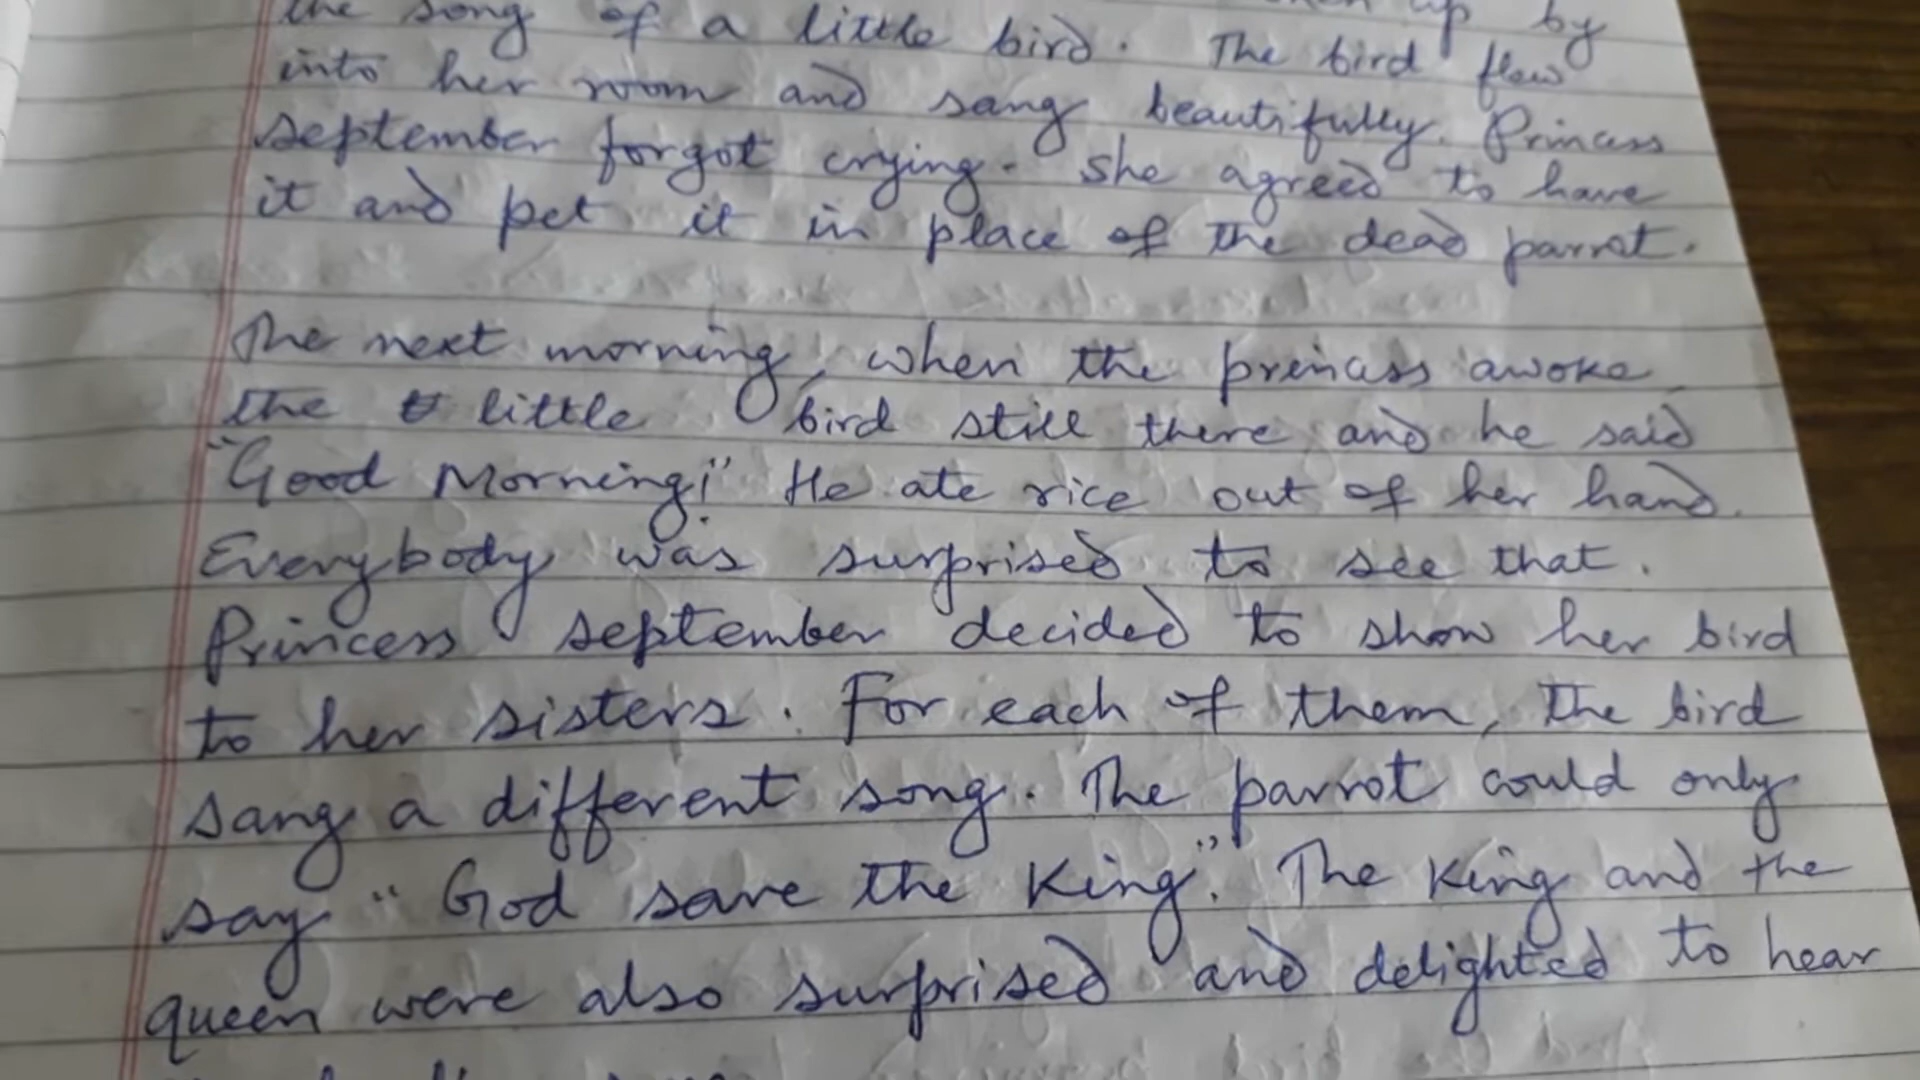 up by
the song of a little bird. The bird flew
into her room and sang beautifully. Princess
September forgot crying. She agreed to have
it and pet it in place of the dead parrot.
The next morning, when the princess awoke
the little bird still there and he said
"Good Morning!" He ate rice out of her hand.
Everybody was surprised to see that.
Princess September decided to show her bird
to her sisters. For each of them, the bird
sang a different song. The parrot could only
say "God save the King". The King and the
queen were also surprised and delighted to hear